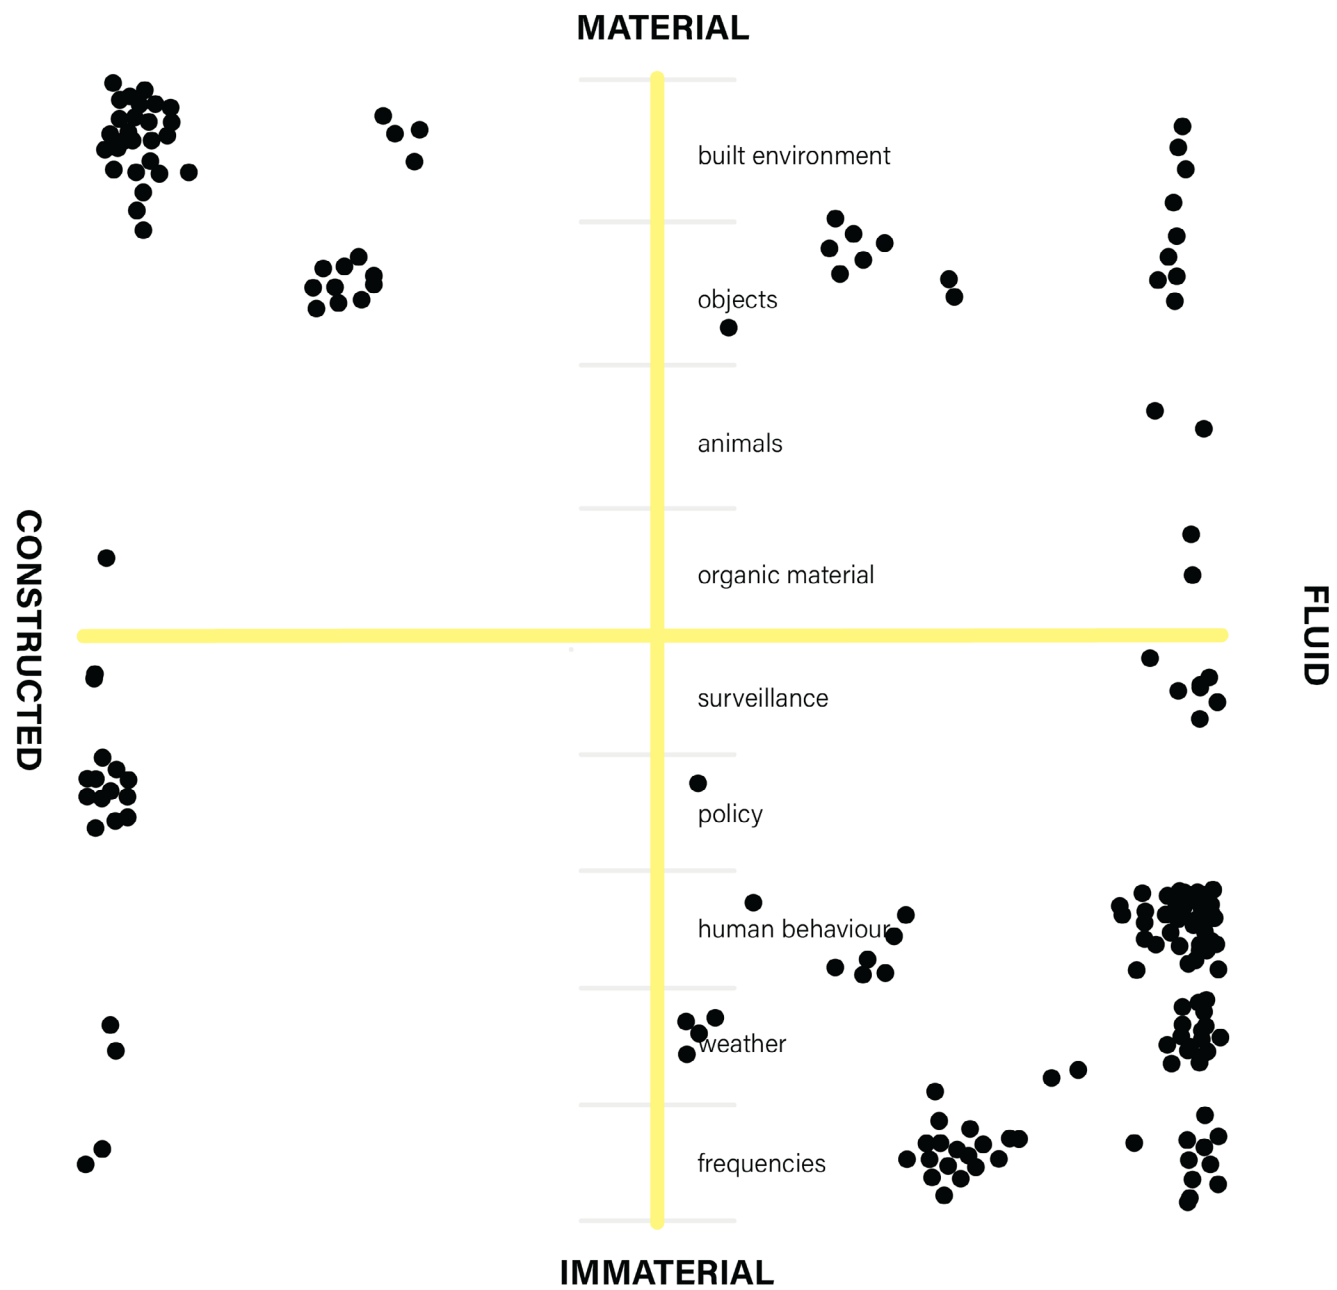 MATERIAL
built environment
objects
animals
organic material
CONSTRUCTED
FLUID
surveillance
policy
human behaviour
weather
frequencies
IMMATERIAL